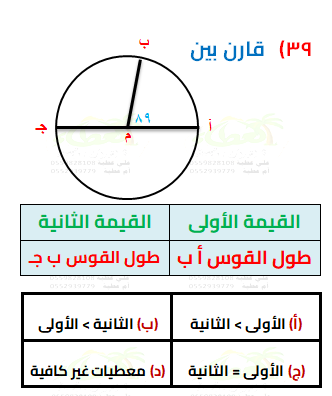 ٣٩) قارن بين
ب
٨٩
أ
م
جـ
القيمة الأولى القيمة الثانية
طول القوس أ ب طول القوس ب جـ
(أ) الأولى > الثانية (ب) الثانية > الأولى
(ج) الأولى = الثانية (د) معطيات غير كافية